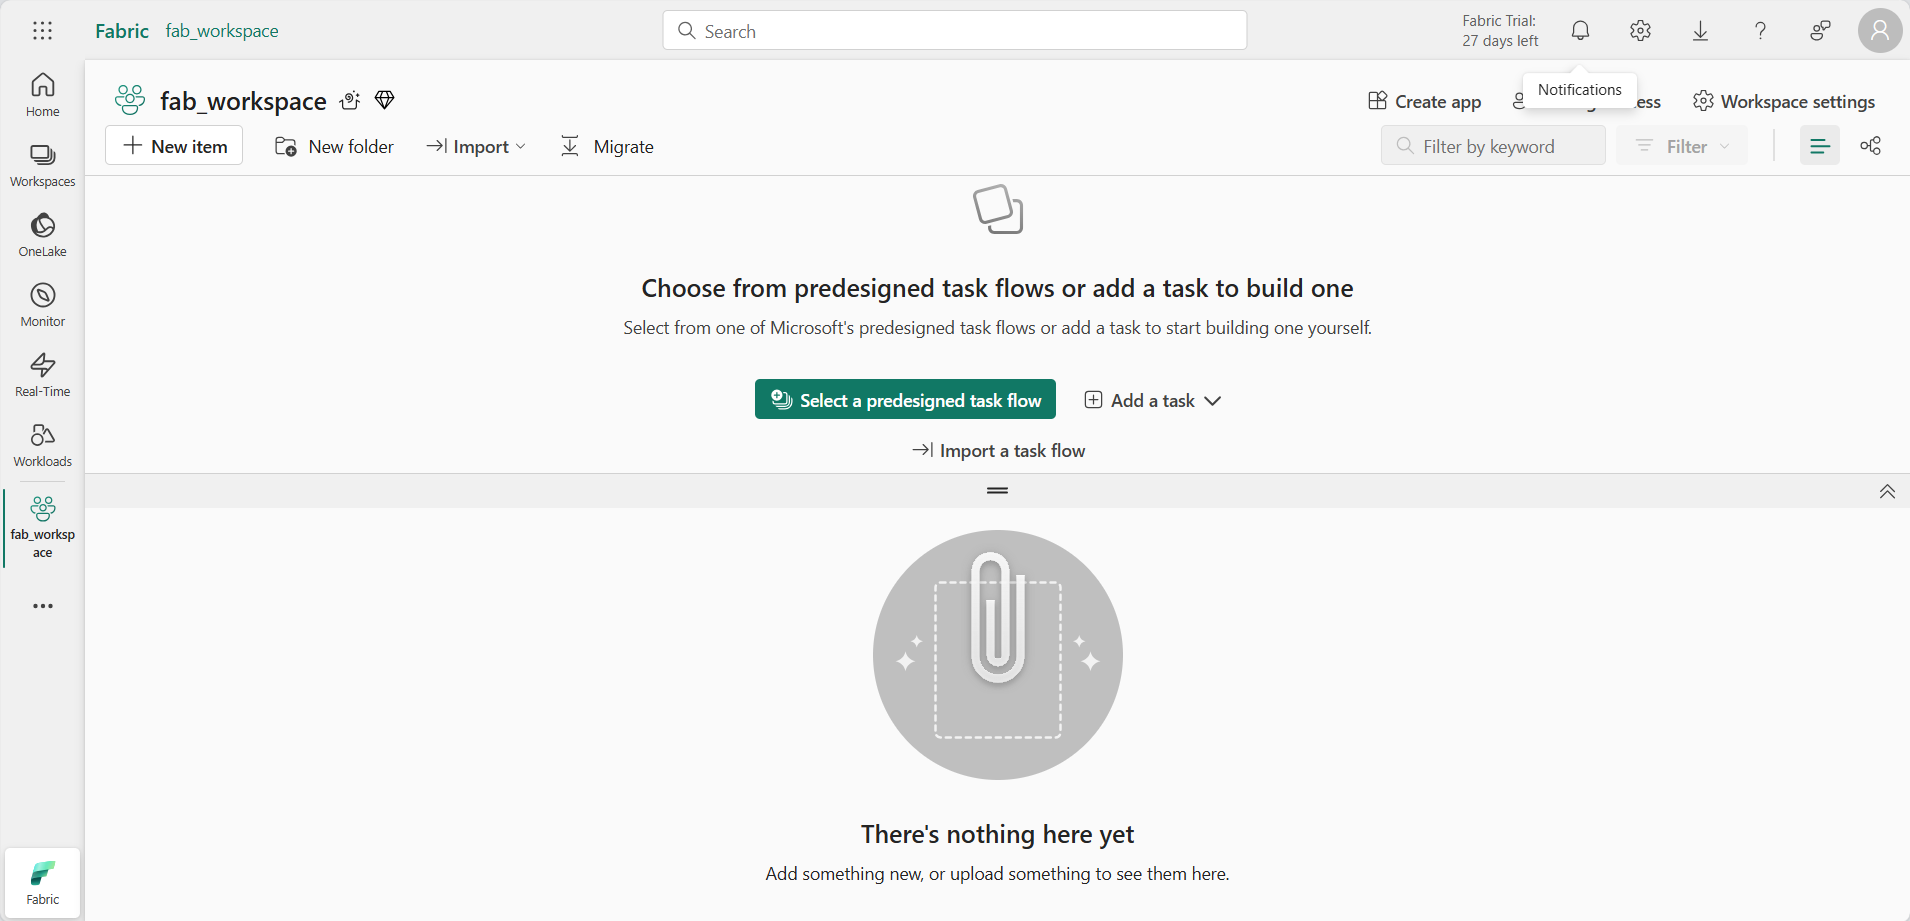 Fabric fab_workspace
Search
Fabric Trial:
27 days left
Notifications
Home
Workspaces
OneLake
Monitor
Real-Time
Workloads
fab_worksp
ace
Fabric
fab_workspace
Create app
Workspace settings
New item
New folder
Import
Migrate
Filter by keyword
Filter
Choose from predesigned task flows or add a task to build one
Select from one of Microsoft's predesigned task flows or add a task to start building one yourself.
Select a predesigned task flow
Add a task
Import a task flow
There's nothing here yet
Add something new, or upload something to see them here.